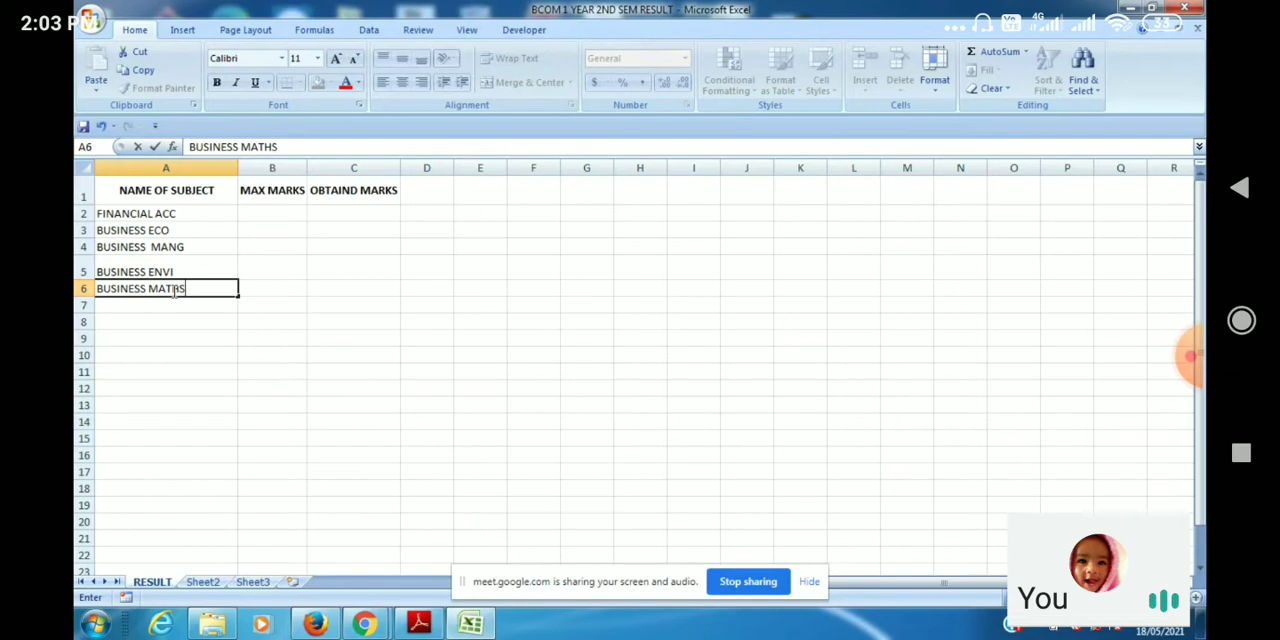 2:03 PM
BCOM 1 YEAR 2ND SEM RESULT - Microsoft Excel
4G
33
Home Insert Page Layout Formulas Data Review View Developer
Paste
Cut
Copy
Format Painter
Calibri 11
B I U
Wrap Text
Merge & Center
General
$ % ,
Conditional Formatting
Format as Table
Cell Styles
Insert Delete Format
Σ AutoSum
Fill
Clear
Sort & Filter
Find & Select
Clipboard Font Alignment Number Styles Cells Editing
A6 fx BUSINESS MATHS
A B C D E F G H I J K L M N O P Q R
1 NAME OF SUBJECT MAX MARKS OBTAIND MARKS
2 FINANCIAL ACC
3 BUSINESS ECO
4 BUSINESS MANG
5 BUSINESS ENVI
6 BUSINESS MATHS
7
8
9
10
11
12
13
14
15
16
17
18
19
20
21
22
23
RESULT Sheet2 Sheet3
meet.google.com is sharing your screen and audio. Stop sharing Hide
You
Enter
18/05/2021